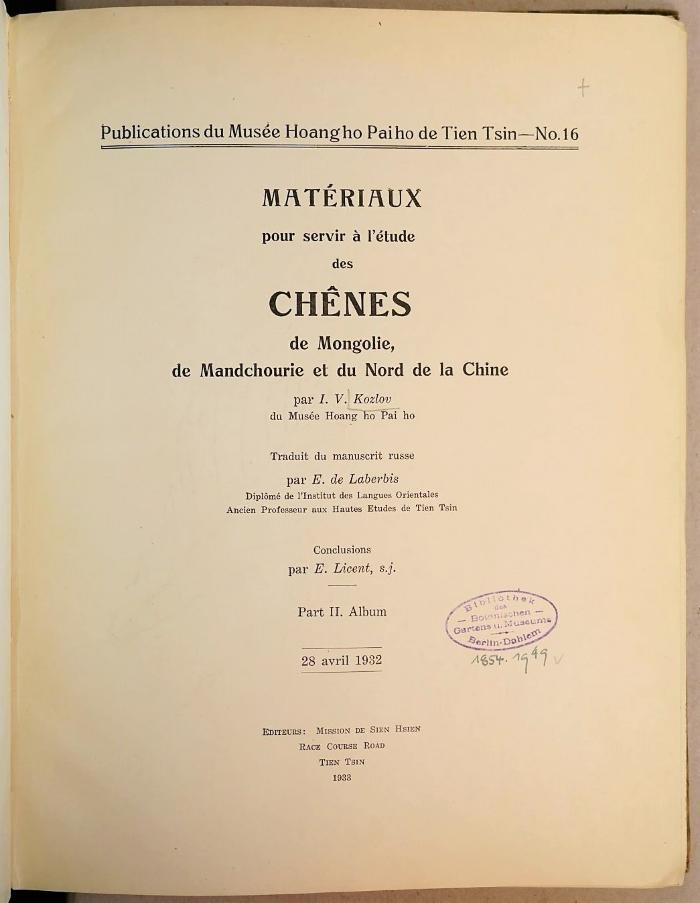 Publications du Musée Hoangho Paiho de Tien Tsin—No.16
MATÉRIAUX
pour servir à l'étude
des
CHÊNES
de Mongolie,
de Mandchourie et du Nord de la Chine
par I. V. Kozlov
du Musée Hoang ho Pai ho
Traduit du manuscrit russe
par E. de Laberbis
Diplômé de l'Institut des Langues Orientales
Ancien Professeur aux Hautes Etudes de Tien Tsin
Conclusions
par E. Licent, s.j.
Part II. Album
28 avril 1932
Bibliothek
des
— Botanischen —
Gartens u. Museums
Berlin-Dahlem
1854. 1949
EDITEURS: MISSION DE SIEN HSIEN
RACE COURSE ROAD
TIEN TSIN
1933